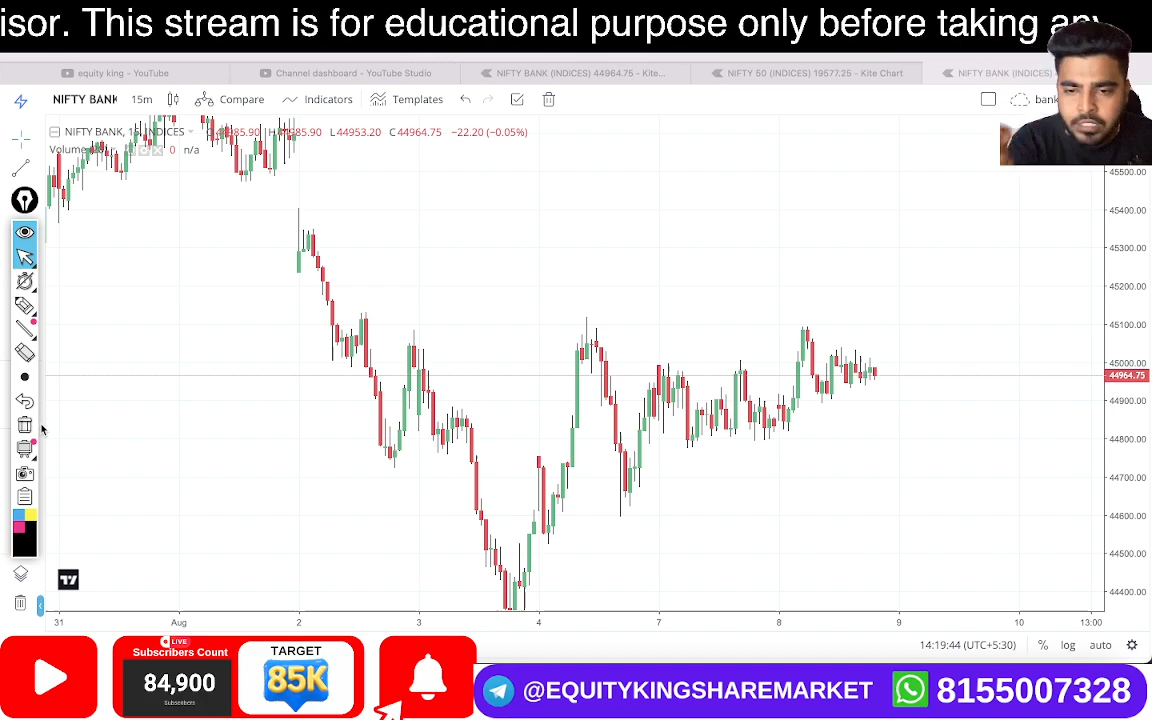 isor. This stream is for educational purpose only before taking any
equity king - YouTube
Channel dashboard - YouTube Studio
NIFTY BANK (INDICES) 44964.75 - Kite...
NIFTY 50 (INDICES) 19577.25 - Kite Chart
NIFTY BANK (INDICES)
NIFTY BANK 15m Compare Indicators Templates bank
NIFTY BANK, 15, INDICES 85.90 L44953.20 C44964.75 −22.20 (−0.05%)
0 n/a
45500.00
45400.00
45300.00
45200.00
45100.00
45000.00
44964.75
44900.00
44800.00
44700.00
44600.00
44500.00
44400.00
31 Aug 2 3 4 7 8 9 10 13:00
14:19:44 (UTC+5:30) % log auto
LIVE
Subscribers Count
84,900
Subscribers
TARGET
85K
@EQUITYKINGSHAREMARKET
8155007328